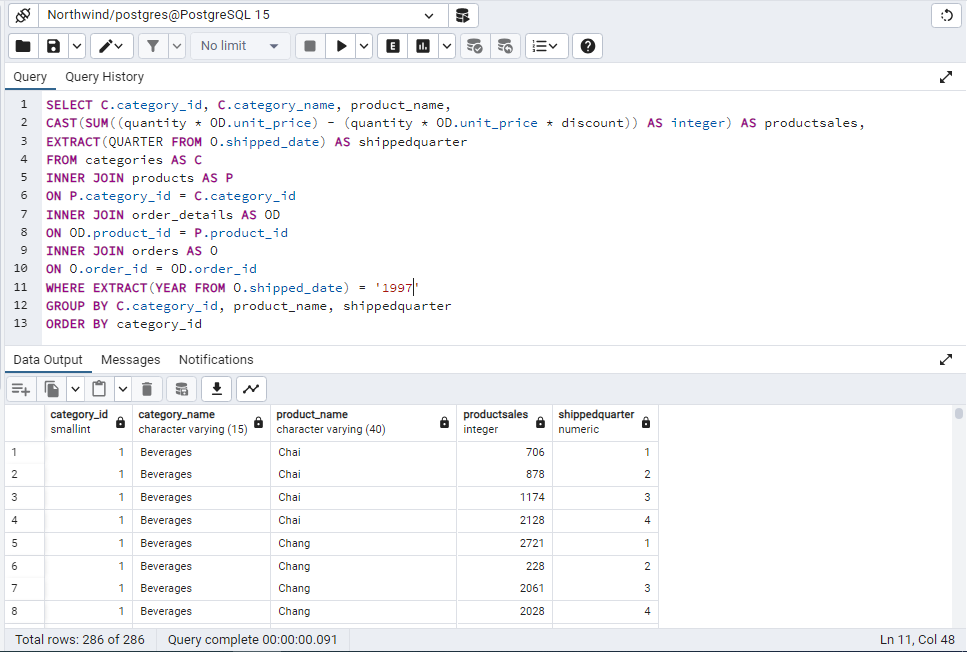 Northwind/postgres@PostgreSQL 15
No limit
E
Query Query History
1 SELECT C.category_id, C.category_name, product_name,
2 CAST(SUM((quantity * OD.unit_price) - (quantity * OD.unit_price * discount)) AS integer) AS productsales,
3 EXTRACT(QUARTER FROM O.shipped_date) AS shippedquarter
4 FROM categories AS C
5 INNER JOIN products AS P
6 ON P.category_id = C.category_id
7 INNER JOIN order_details AS OD
8 ON OD.product_id = P.product_id
9 INNER JOIN orders AS O
10 ON O.order_id = OD.order_id
11 WHERE EXTRACT(YEAR FROM O.shipped_date) = '1997'
12 GROUP BY C.category_id, product_name, shippedquarter
13 ORDER BY category_id
Data Output Messages Notifications
category_id category_name product_name productsales shippedquarter
smallint character varying (15) character varying (40) integer numeric
1 1 Beverages Chai 706 1
2 1 Beverages Chai 878 2
3 1 Beverages Chai 1174 3
4 1 Beverages Chai 2128 4
5 1 Beverages Chang 2721 1
6 1 Beverages Chang 228 2
7 1 Beverages Chang 2061 3
8 1 Beverages Chang 2028 4
Total rows: 286 of 286 Query complete 00:00:00.091 Ln 11, Col 48